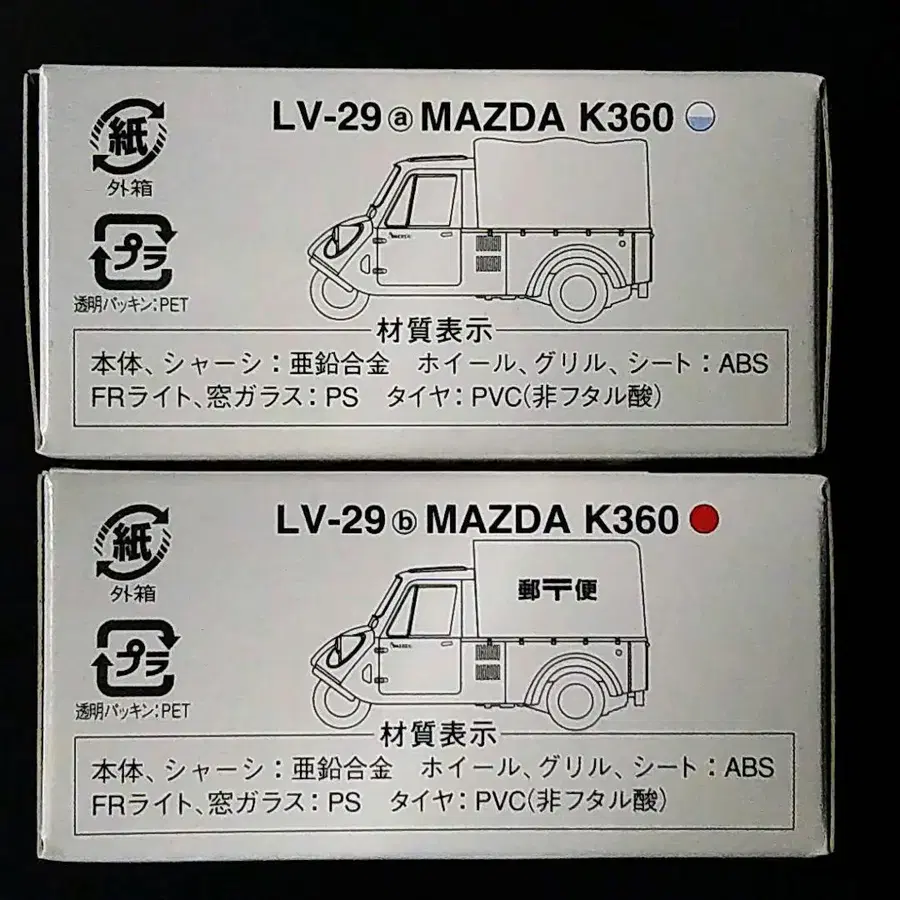 LV-29ⓐMAZDA K360
紙
外箱
プラ
透明パッキン:PET
材質表示
本体、シャーシ:亜鉛合金　ホイール、グリル、シート:ABS
FRライト、窓ガラス:PS　タイヤ:PVC(非フタル酸)
LV-29ⓑMAZDA K360
紙
外箱
郵〒便
プラ
透明パッキン:PET
材質表示
本体、シャーシ:亜鉛合金　ホイール、グリル、シート:ABS
FRライト、窓ガラス:PS　タイヤ:PVC(非フタル酸)